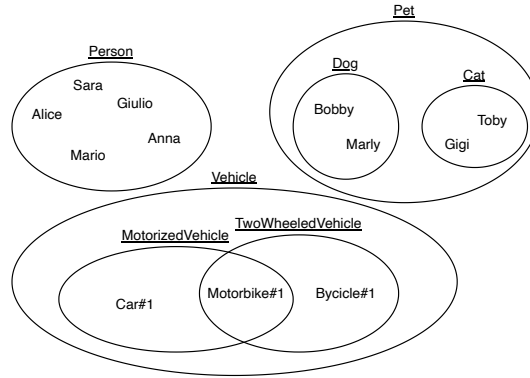 Person
Sara
Alice
Giulio
Anna
Mario
Pet
Dog
Bobby
Marly
Cat
Toby
Gigi
Vehicle
MotorizedVehicle
TwoWheeledVehicle
Car#1
Motorbike#1
Bycicle#1